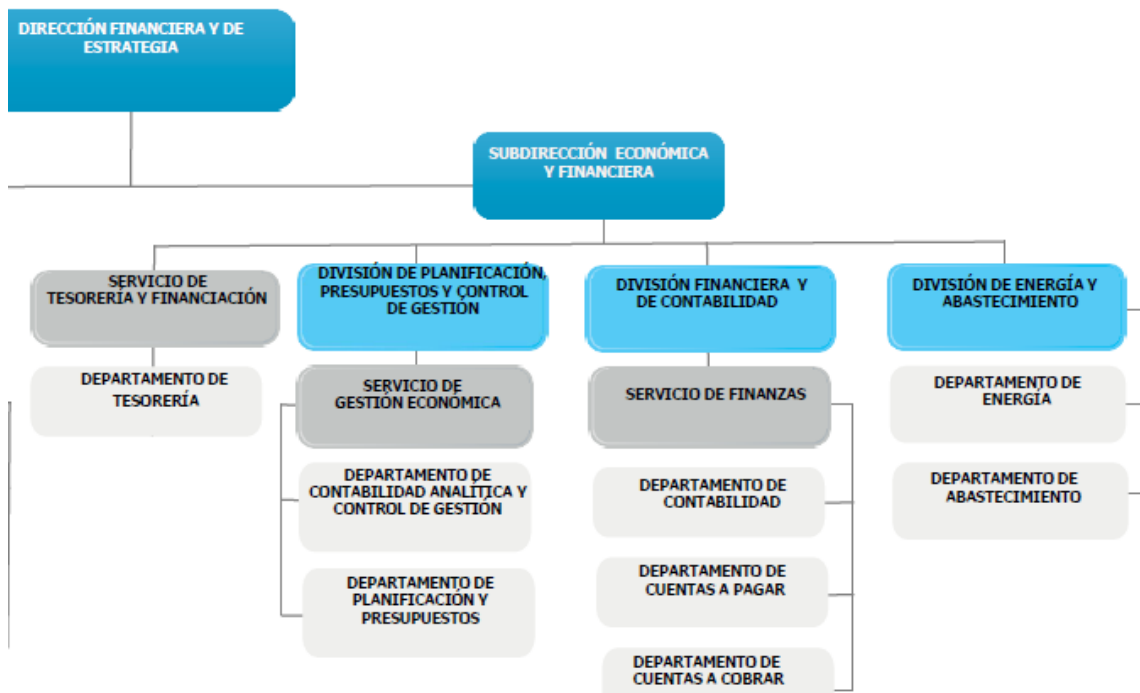 DIRECCIÓN FINANCIERA Y DE
ESTRATEGIA
SUBDIRECCIÓN ECONÓMICA
Y FINANCIERA
SERVICIO DE
TESORERÍA Y FINANCIACIÓN
DIVISIÓN DE PLANIFICACIÓN,
PRESUPUESTOS Y CONTROL
DE GESTIÓN
DIVISIÓN FINANCIERA Y
DE CONTABILIDAD
DIVISIÓN DE ENERGÍA Y
ABASTECIMIENTO
DEPARTAMENTO DE
TESORERÍA
SERVICIO DE
GESTIÓN ECONÓMICA
SERVICIO DE FINANZAS
DEPARTAMENTO DE
ENERGÍA
DEPARTAMENTO DE
CONTABILIDAD ANALÍTICA Y
CONTROL DE GESTIÓN
DEPARTAMENTO DE
CONTABILIDAD
DEPARTAMENTO DE
ABASTECIMIENTO
DEPARTAMENTO DE
PLANIFICACIÓN Y
PRESUPUESTOS
DEPARTAMENTO DE
CUENTAS A PAGAR
DEPARTAMENTO DE
CUENTAS A COBRAR